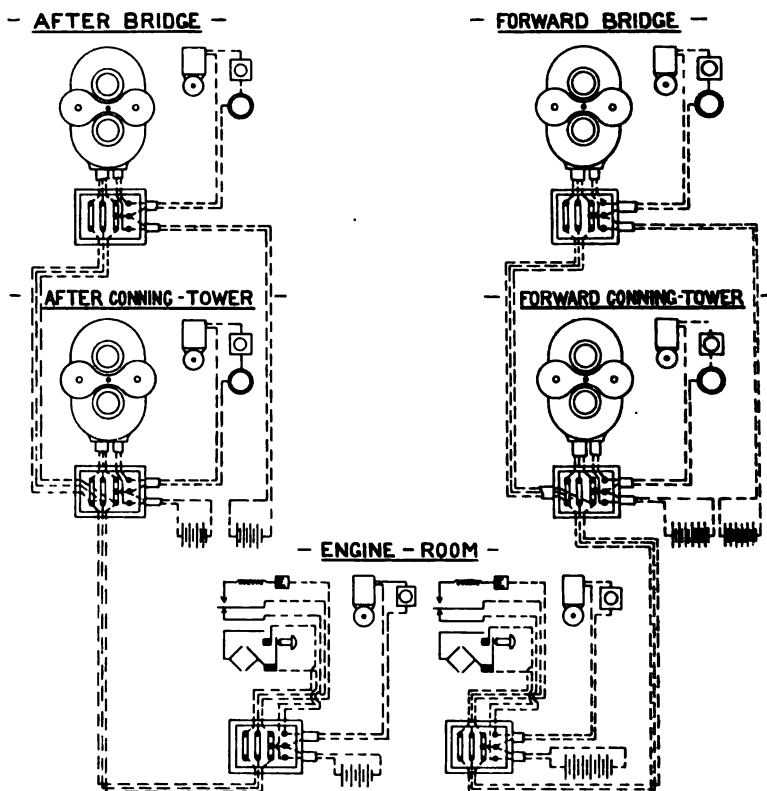 - AFTER BRIDGE -
- FORWARD BRIDGE -
- AFTER CONNING-TOWER -
- FORWARD CONNING-TOWER -
- ENGINE-ROOM -